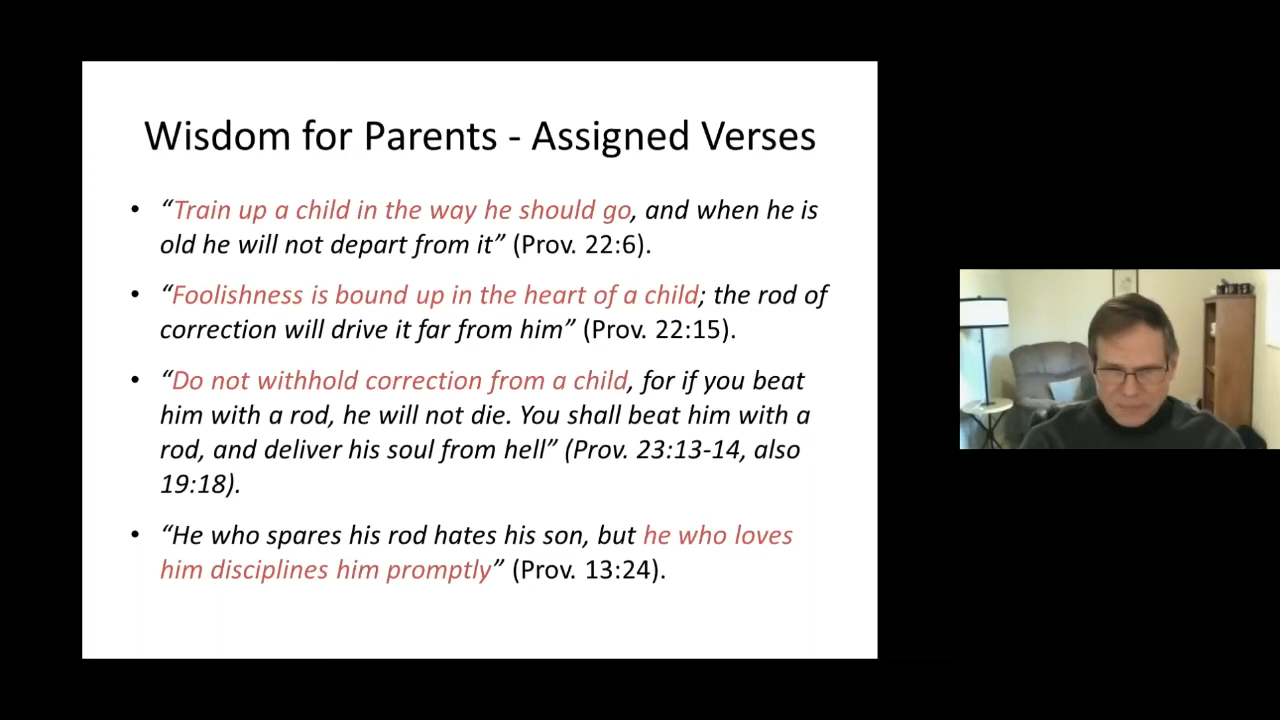 Wisdom for Parents - Assigned Verses
• “Train up a child in the way he should go, and when he is
old he will not depart from it” (Prov. 22:6).
• “Foolishness is bound up in the heart of a child; the rod of
correction will drive it far from him” (Prov. 22:15).
• “Do not withhold correction from a child, for if you beat
him with a rod, he will not die. You shall beat him with a
rod, and deliver his soul from hell” (Prov. 23:13-14, also
19:18).
• “He who spares his rod hates his son, but he who loves
him disciplines him promptly” (Prov. 13:24).